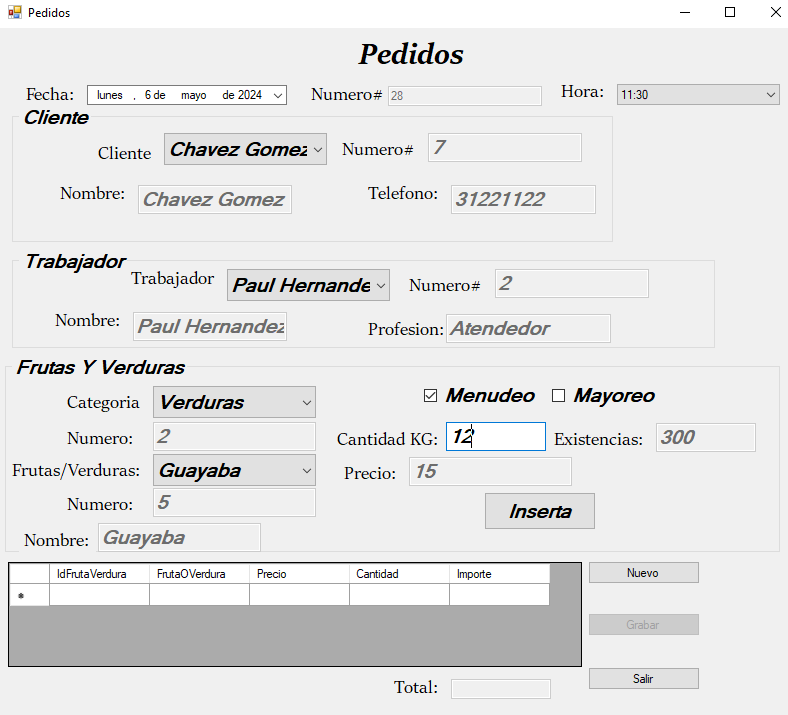 Pedidos
Pedidos
Fecha: lunes , 6 de mayo de 2024 Numero# 28 Hora: 11:30
Cliente
Cliente Chavez Gomez Numero# 7
Nombre: Chavez Gomez Telefono: 31221122
Trabajador
Trabajador Paul Hernande Numero# 2
Nombre: Paul Hernandez Profesion: Atendedor
Frutas Y Verduras
Categoria Verduras Menudeo Mayoreo
Numero: 2 Cantidad KG: 12 Existencias: 300
Frutas/Verduras: Guayaba Precio: 15
Numero: 5 Inserta
Nombre: Guayaba
IdFrutaVerdura FrutaOVerdura Precio Cantidad Importe Nuevo
*
Grabar
Salir
Total: